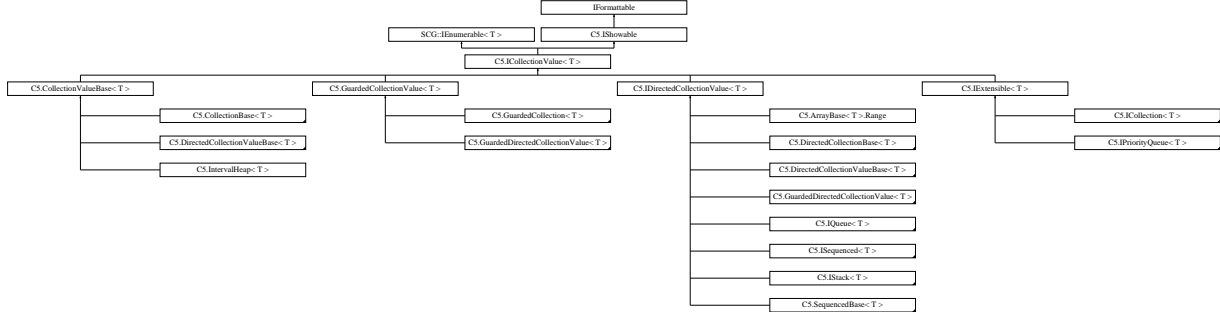 IFormattable
SCG::IEnumerable< T >
C5.IShowable
C5.ICollectionValue< T >
C5.CollectionValueBase< T >
C5.GuardedCollectionValue< T >
C5.IDirectedCollectionValue< T >
C5.IExtensible< T >
C5.CollectionBase< T >
C5.GuardedCollection< T >
C5.ArrayBase< T >.Range
C5.ICollection< T >
C5.DirectedCollectionValueBase< T >
C5.GuardedDirectedCollectionValue< T >
C5.DirectedCollectionBase< T >
C5.IPriorityQueue< T >
C5.IntervalHeap< T >
C5.DirectedCollectionValueBase< T >
C5.GuardedDirectedCollectionValue< T >
C5.IQueue< T >
C5.ISequenced< T >
C5.IStack< T >
C5.SequencedBase< T >